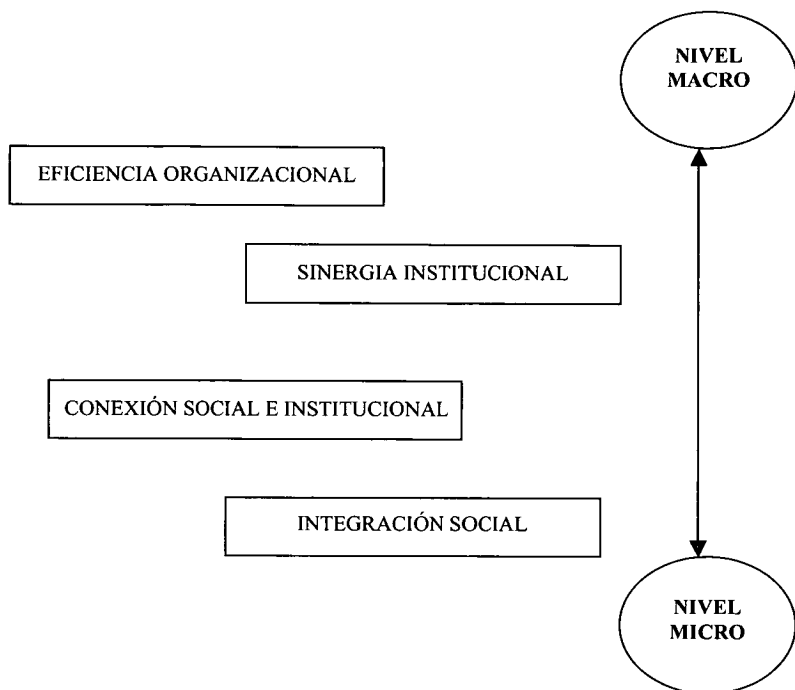 NIVEL
MACRO
EFICIENCIA ORGANIZACIONAL
SINERGIA INSTITUCIONAL
CONEXIÓN SOCIAL E INSTITUCIONAL
INTEGRACIÓN SOCIAL
NIVEL
MICRO